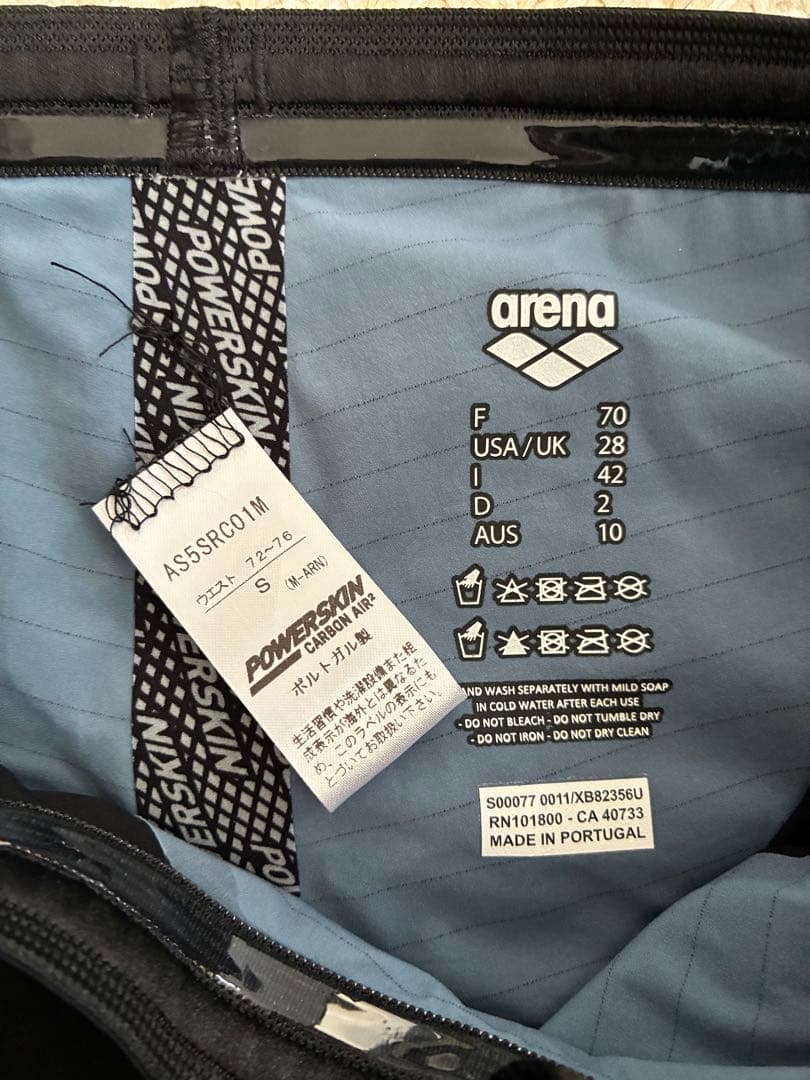 POWERSKIN
POWERSKIN
AS5SRC01M
ウエスト 72~76
S (M-ARN)
POWERSKIN
CARBON AIR²
ポルトガル製
生活習慣や洗濯設備また組
成表示が海外とは異なるた
め、このラベルの表示にも
とづいてお取扱い下さい。
arena
F 70
USA/UK 28
I 42
D 2
AUS 10
AND WASH SEPARATELY WITH MILD SOAP
IN COLD WATER AFTER EACH USE
- DO NOT BLEACH - DO NOT TUMBLE DRY
- DO NOT IRON - DO NOT DRY CLEAN
S00077 0011/XB82356U
RN101800 - CA 40733
MADE IN PORTUGAL